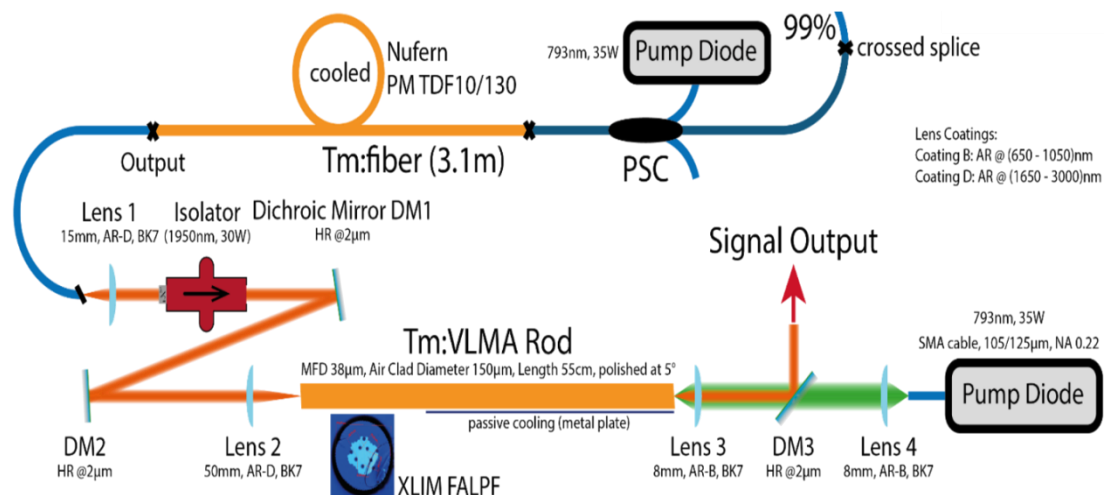 99%
793nm, 35W
Pump Diode
crossed splice
cooled
Nufern
PM TDF10/130
Output
Tm:fiber (3.1m)
PSC
Lens Coatings:
Coating B: AR @ (650 - 1050)nm
Coating D: AR @ (1650 - 3000)nm
Lens 1
15mm, AR-D, BK7
Isolator
(1950nm, 30W)
Dichroic Mirror DM1
HR @2µm
Signal Output
Tm:VLMA Rod
MFD 38µm, Air Clad Diameter 150µm, Length 55cm, polished at 5°
793nm, 35W
SMA cable, 105/125µm, NA 0.22
Pump Diode
passive cooling (metal plate)
DM2
HR @2µm
Lens 2
50mm, AR-D, BK7
XLIM FALPF
Lens 3
8mm, AR-B, BK7
DM3
HR @2µm
Lens 4
8mm, AR-B, BK7